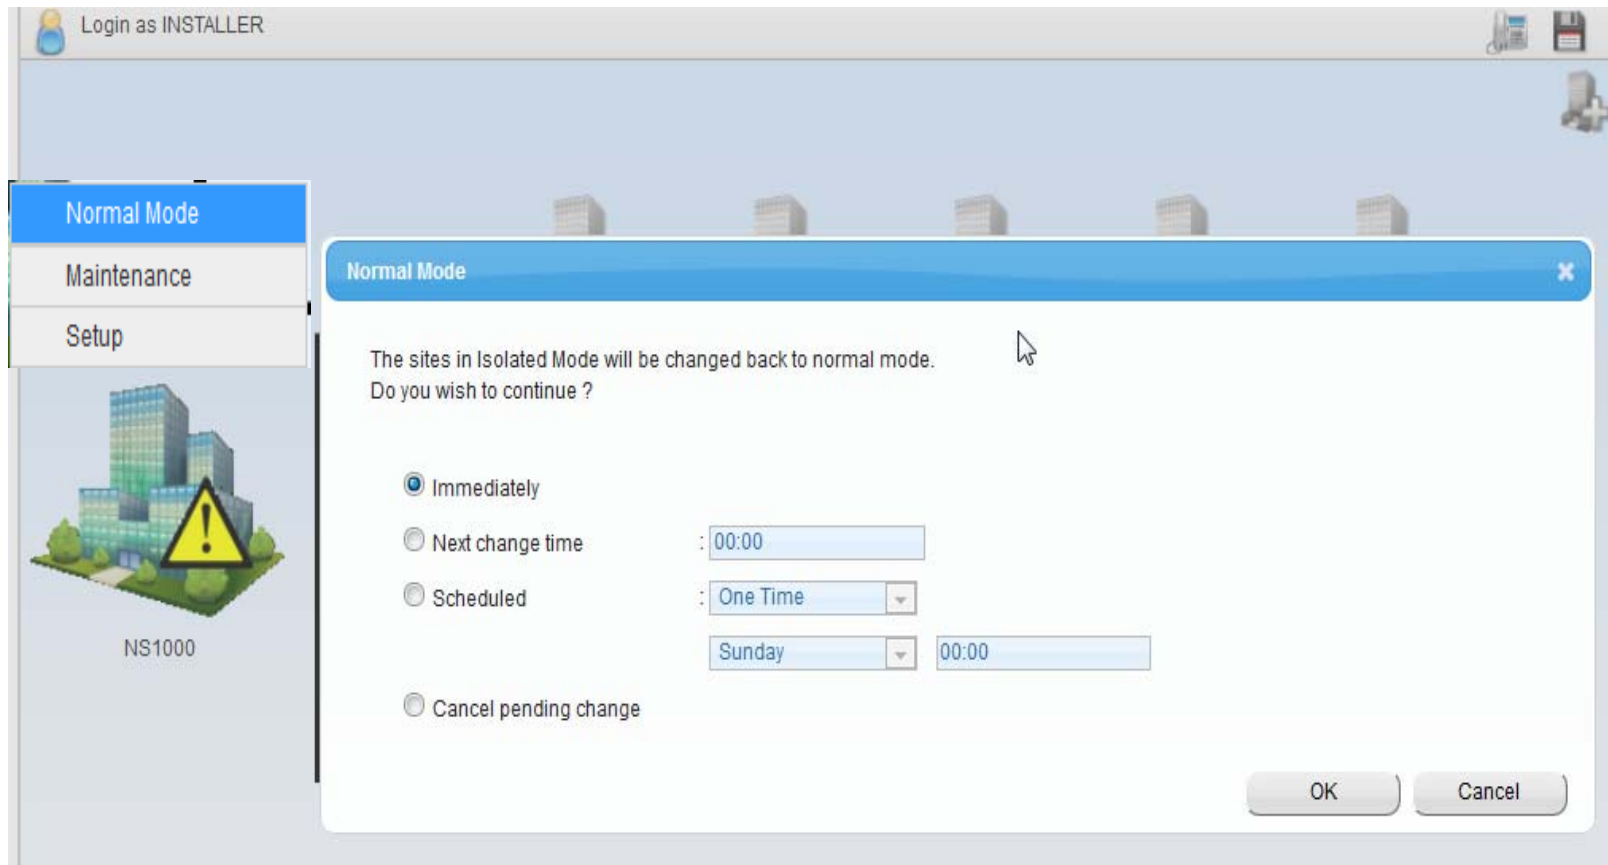 Login as INSTALLER
Normal Mode
Maintenance
Setup
NS1000
Normal Mode
The sites in Isolated Mode will be changed back to normal mode.
Do you wish to continue ?
Immediately
Next change time : 00:00
Scheduled : One Time
Sunday 00:00
Cancel pending change
OK Cancel